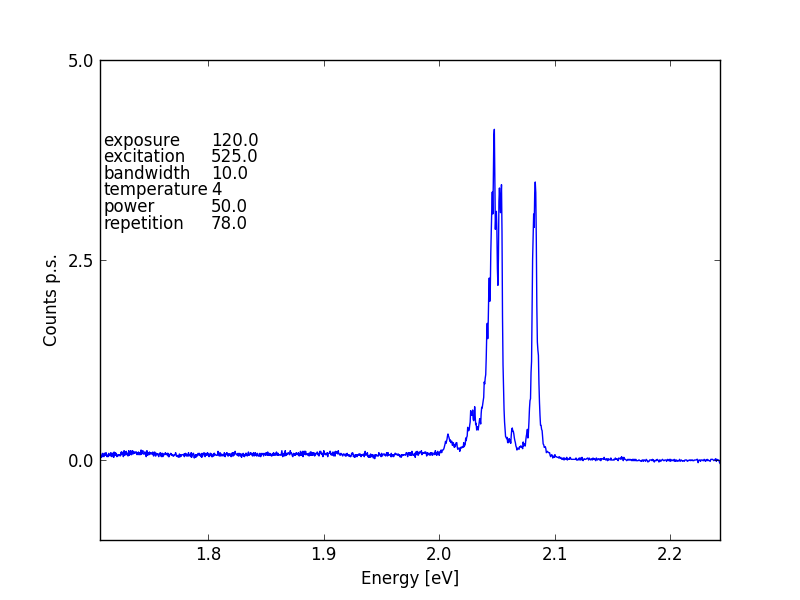 5.0
exposure 120.0
excitation 525.0
bandwidth 10.0
temperature 4
power 50.0
repetition 78.0
2.5
Counts p.s.
0.0
1.8 1.9 2.0 2.1 2.2
Energy [eV]